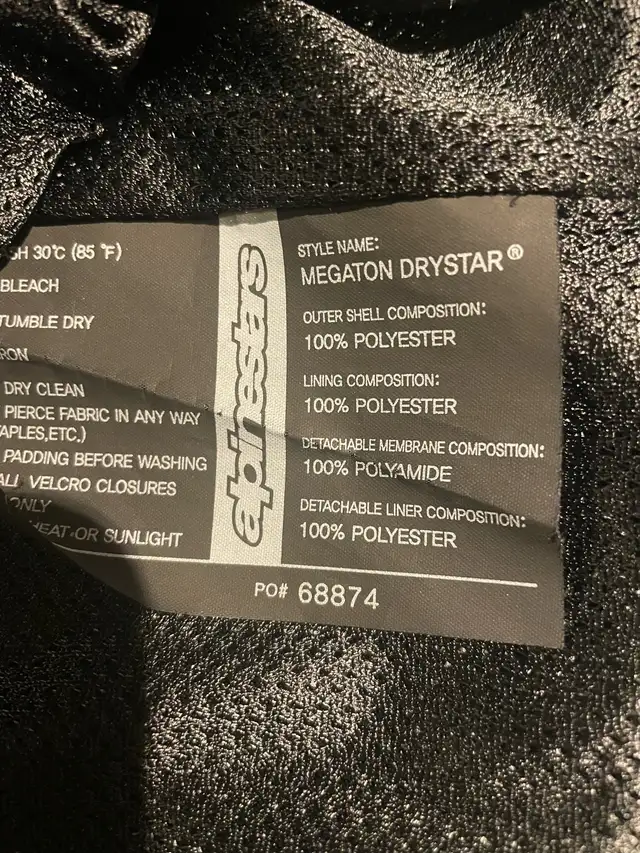 SH 30°C (85 °F)
BLEACH
TUMBLE DRY
RON
DRY CLEAN
PIERCE FABRIC IN ANY WAY
APLES,ETC.)
PADDING BEFORE WASHING
ALL VELCRO CLOSURES
ONLY
HEAT OR SUNLIGHT
alpinestars
STYLE NAME:
MEGATON DRYSTAR®
OUTER SHELL COMPOSITION:
100% POLYESTER
LINING COMPOSITION:
100% POLYESTER
DETACHABLE MEMBRANE COMPOSITION:
100% POLYAMIDE
DETACHABLE LINER COMPOSITION:
100% POLYESTER
PO# 68874